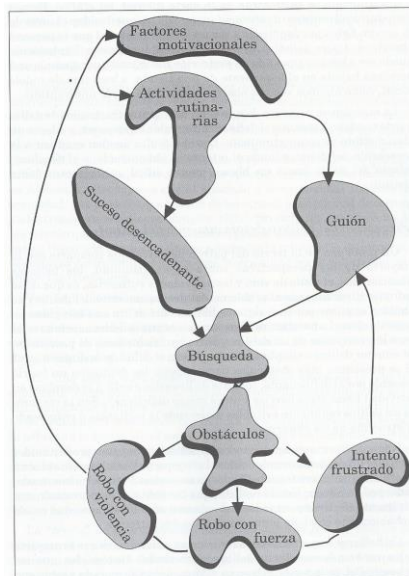 Factores
motivacionales
Actividades
rutina-
rias
Suceso desencadenante
Guión
Búsqueda
Obstáculos
Robo con
violencia
Robo con
fuerza
Intento
frustrado